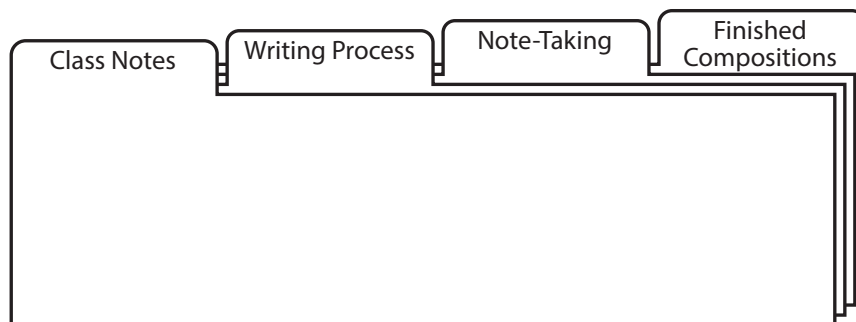 Class Notes
Writing Process
Note-Taking
Finished
Compositions